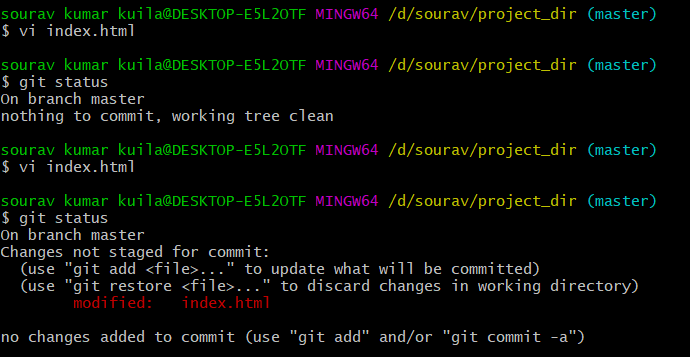 sourav kumar kuila@DESKTOP-E5L2OTF MINGW64 /d/sourav/project_dir (master)
$ vi index.html
sourav kumar kuila@DESKTOP-E5L2OTF MINGW64 /d/sourav/project_dir (master)
$ git status
On branch master
nothing to commit, working tree clean
sourav kumar kuila@DESKTOP-E5L2OTF MINGW64 /d/sourav/project_dir (master)
$ vi index.html
sourav kumar kuila@DESKTOP-E5L2OTF MINGW64 /d/sourav/project_dir (master)
$ git status
On branch master
Changes not staged for commit:
  (use "git add <file>..." to update what will be committed)
  (use "git restore <file>..." to discard changes in working directory)
        modified:   index.html
no changes added to commit (use "git add" and/or "git commit -a")